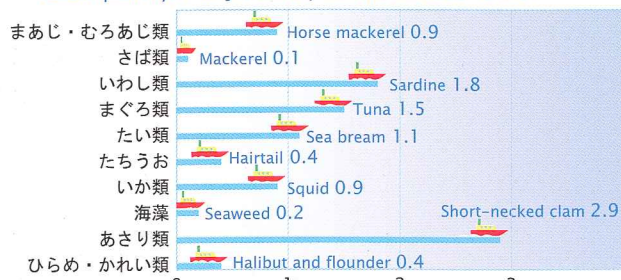 まあじ・むろあじ類 Horse mackerel 0.9
さば類 Mackerel 0.1
いわし類 Sardine 1.8
まぐろ類 Tuna 1.5
たい類 Sea bream 1.1
たちうお Hairtail 0.4
いか類 Squid 0.9
海藻 Seaweed 0.2
あさり類 Short-necked clam 2.9
ひらめ・かれい類 Halibut and flounder 0.4